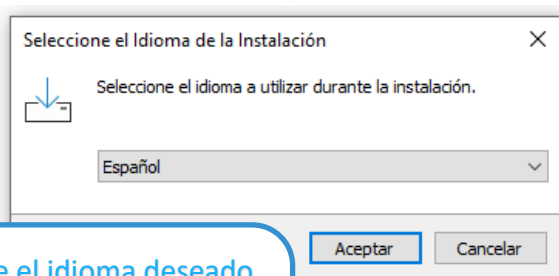 Seleccione el Idioma de la Instalación
Seleccione el idioma a utilizar durante la instalación.
Español
Aceptar Cancelar
el idioma deseado